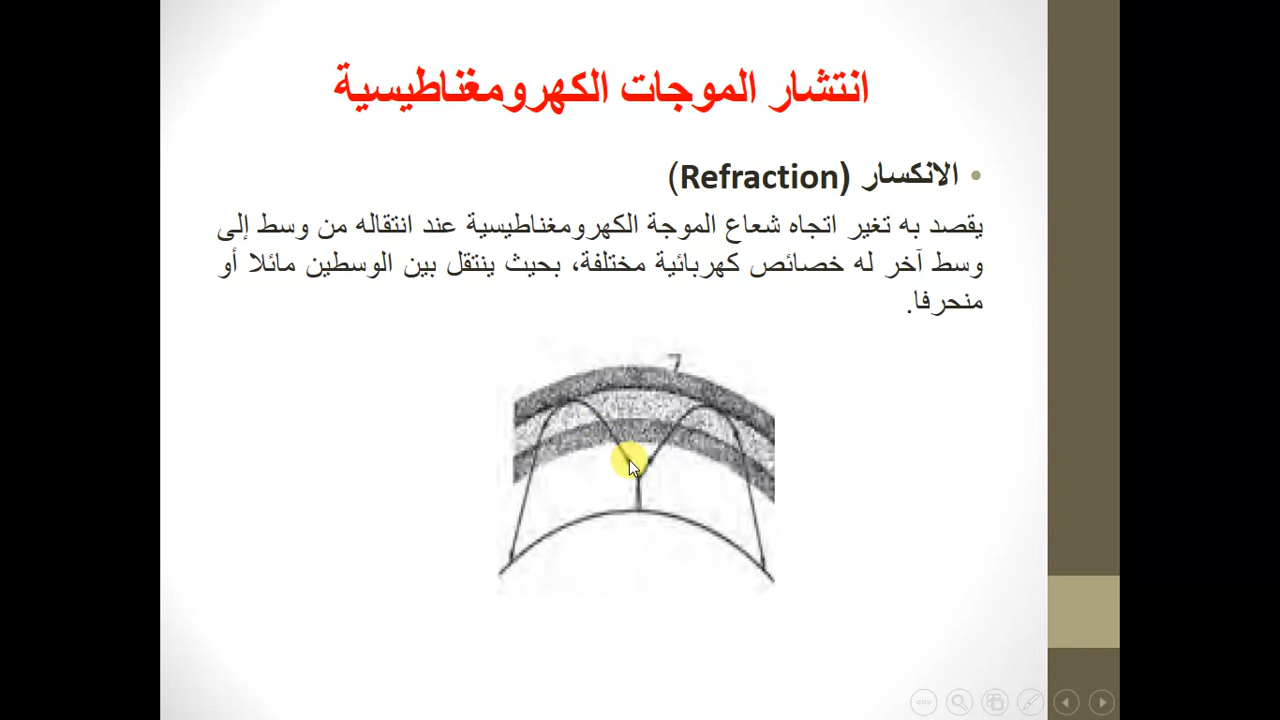 انتشار الموجات الكهرومغناطيسية
• الانكسار (Refraction)
يقصد به تغير اتجاه شعاع الموجة الكهرومغناطيسية عند انتقاله من وسط إلى
وسط آخر له خصائص كهربائية مختلفة، بحيث ينتقل بين الوسطين مائلا أو
منحرفا.